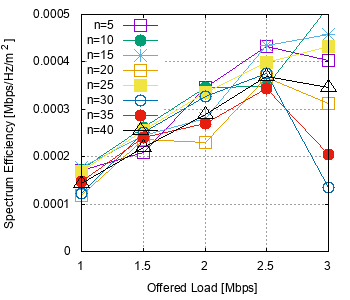 0.0005
0.0004
0.0003
0.0002
0.0001
0
Spectrum Efficiency [Mbps/Hz/m²]
n=5
n=10
n=15
n=20
n=25
n=30
n=35
n=40
1
1.5
2
2.5
3
Offered Load [Mbps]